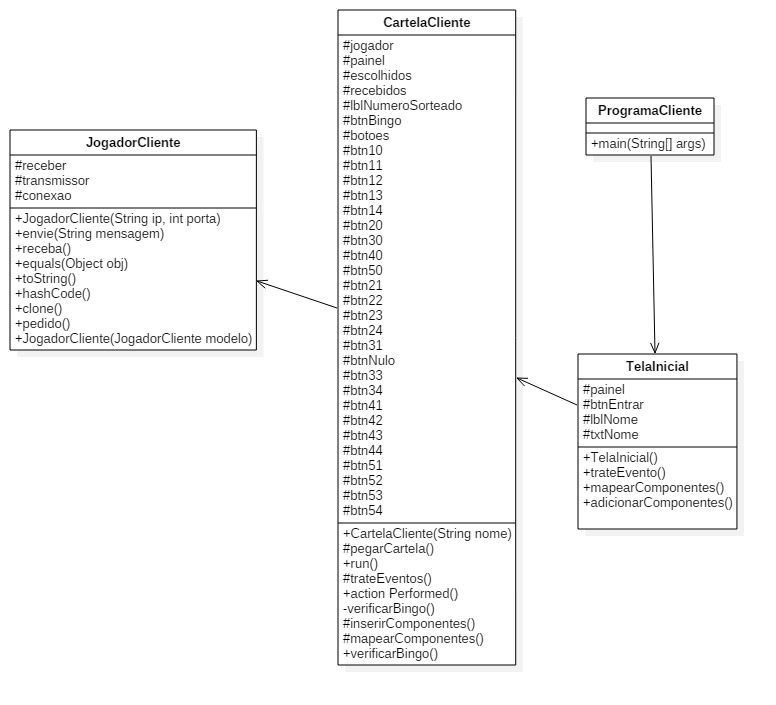 CartelaCliente
#jogador
#painel
#escolhidos
#recebidos
#lblNumeroSorteado
#btnBingo
#botoes
#btn10
#btn11
#btn12
#btn13
#btn14
#btn20
#btn30
#btn40
#btn50
#btn21
#btn22
#btn23
#btn24
#btn31
#btnNulo
#btn33
#btn34
#btn41
#btn42
#btn43
#btn44
#btn51
#btn52
#btn53
#btn54
+CartelaCliente(String nome)
#pegarCartela()
+run()
#trateEventos()
+action Performed()
-verificarBingo()
#inserirComponentes()
#mapearComponentes()
+verificarBingo()
ProgramaCliente
+main(String[] args)
JogadorCliente
#receber
#transmissor
#conexao
+JogadorCliente(String ip, int porta)
+envie(String mensagem)
+receba()
+equals(Object obj)
+toString()
+hashCode()
+clone()
+pedido()
+JogadorCliente(JogadorCliente modelo)
TelaInicial
#painel
#btnEntrar
#lblNome
#txtNome
+TelaInicial()
+trateEvento()
+mapearComponentes()
+adicionarComponentes()